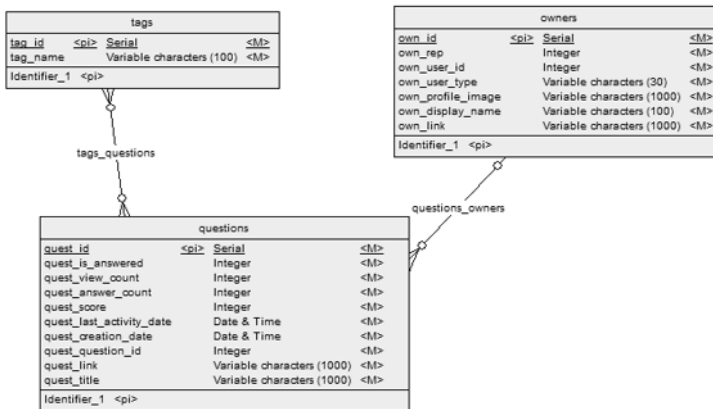 tags
tag_id <pi> Serial <M>
tag_name Variable characters (100) <M>
Identifier_1 <pi>
owners
own_id <pi> Serial <M>
own_rep Integer <M>
own_user_id Integer <M>
own_user_type Variable characters (30) <M>
own_profile_image Variable characters (1000) <M>
own_display_name Variable characters (100) <M>
own_link Variable characters (1000) <M>
Identifier_1 <pi>
tags_questions
questions_owners
questions
quest_id <pi> Serial <M>
quest_is_answered Integer <M>
quest_view_count Integer <M>
quest_answer_count Integer <M>
quest_score Integer <M>
quest_last_activity_date Date & Time <M>
quest_creation_date Date & Time <M>
quest_question_id Integer <M>
quest_link Variable characters (1000) <M>
quest_title Variable characters (1000) <M>
Identifier_1 <pi>